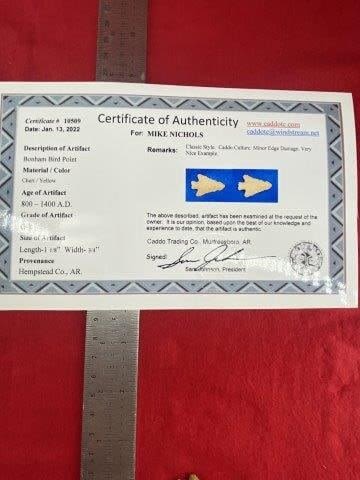 Certificate # 10509
Date: Jan. 13, 2022
Certificate of Authenticity
For: MIKE NICHOLS
www.caddotc.com
caddotc@windstream.net
Description of Artifact
Bonham Bird Point
Material / Color
Chert / Yellow
Age of Artifact
800 – 1400 A.D.
Grade of Artifact
Size of Artifact
Length-1 1/8" Width- 3/4"
Provenance
Hempstead Co., AR.
Remarks: Classic Style. Caddo Culture. Minor Edge Damage. Very
Nice Example.
The above described, artifact has been examined at the request of the
owner. It is our opinion, based upon the best of our knowledge and
experience to date, that the artifact is authentic.
Caddo Trading Co. Murfreesboro, AR.
Signed:
Sam Johnson, President